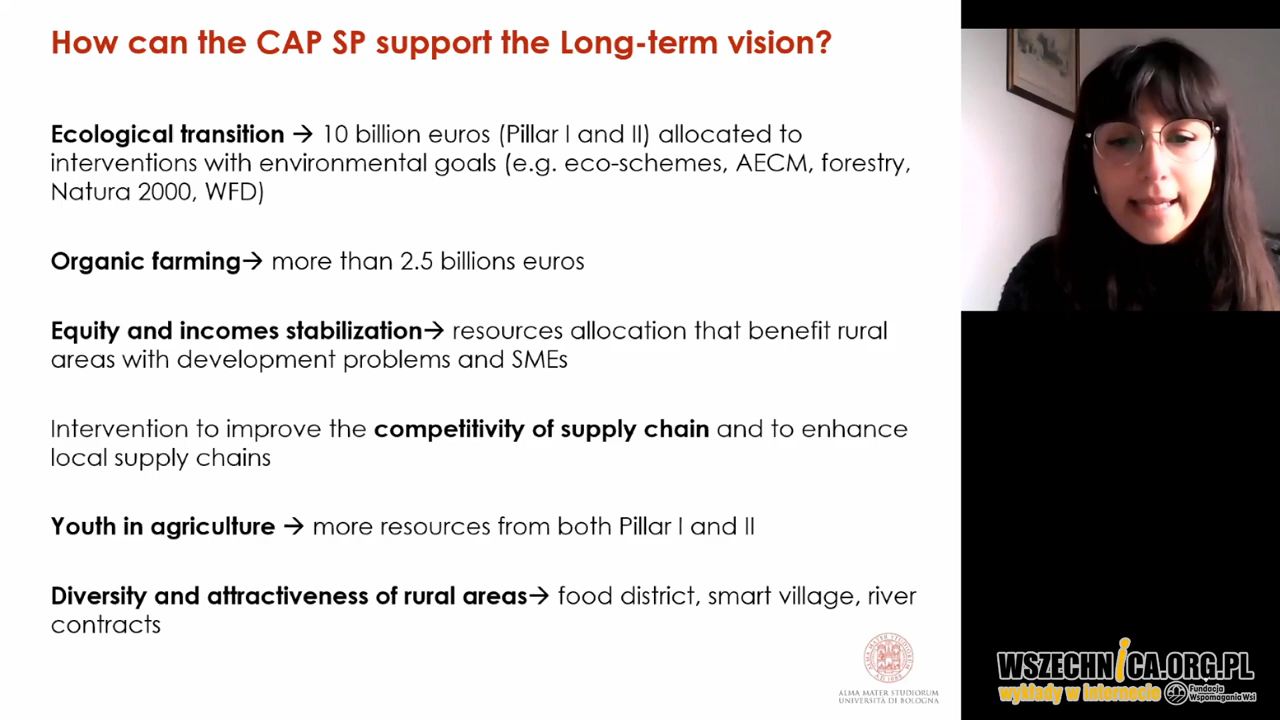 How can the CAP SP support the Long-term vision?
Ecological transition → 10 billion euros (Pillar I and II) allocated to
interventions with environmental goals (e.g. eco-schemes, AECM, forestry,
Natura 2000, WFD)
Organic farming→ more than 2.5 billions euros
Equity and incomes stabilization→ resources allocation that benefit rural
areas with development problems and SMEs
Intervention to improve the competitivity of supply chain and to enhance
local supply chains
Youth in agriculture → more resources from both Pillar I and II
Diversity and attractiveness of rural areas→ food district, smart village, river
contracts
ALMA MATER STUDIORUM
UNIVERSITÀ DI BOLOGNA
WSZECHNICA.ORG.PL
wykłady w internecie
Fundacja
Wspomagania Wsi